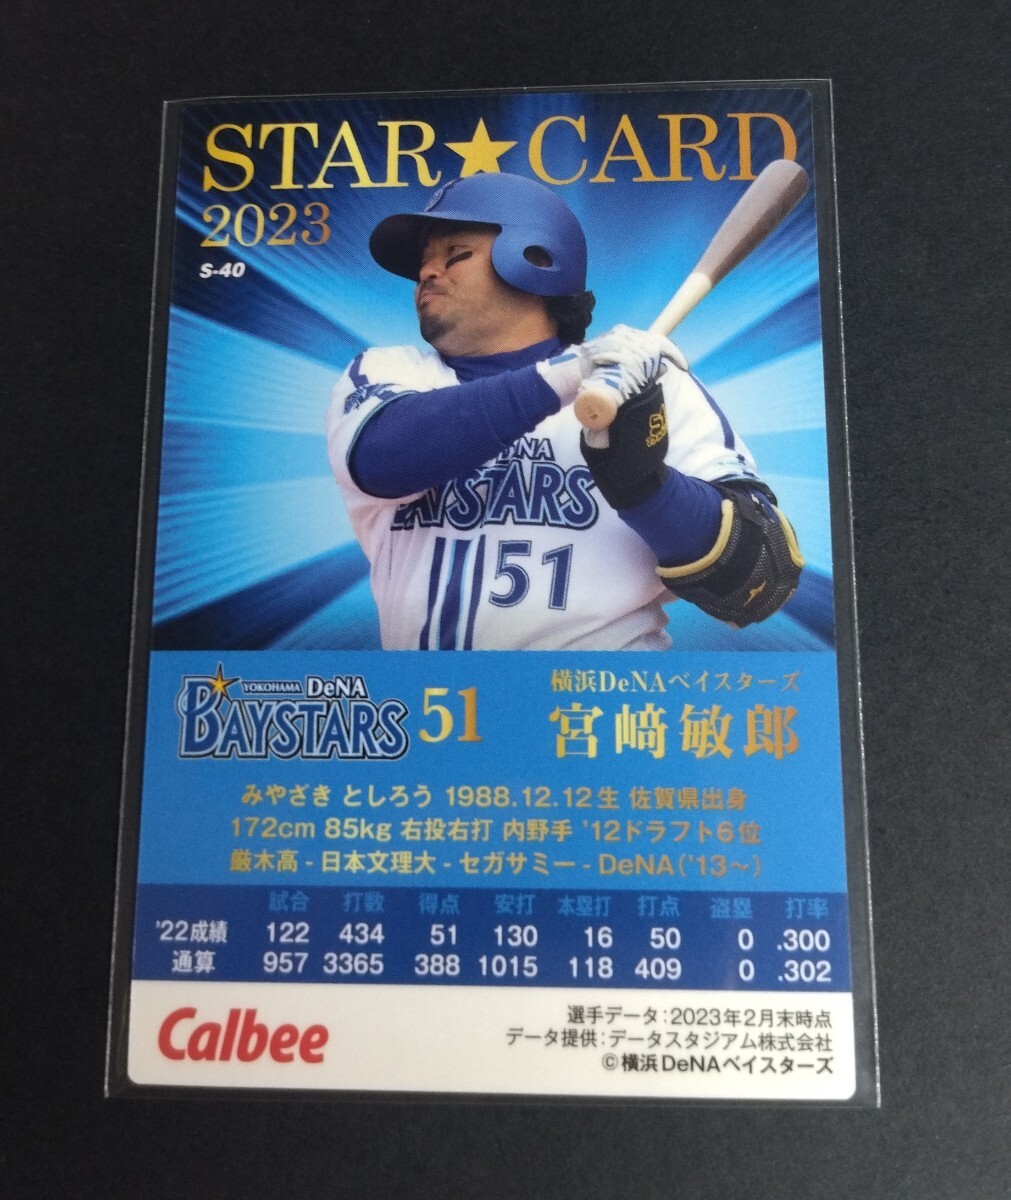 STAR★CARD
2023
S-40
DeNA
BAYSTARS
51
YOKOHAMA DeNA
BAYSTARS
51
横浜DeNAベイスターズ
宮﨑敏郎
みやざき としろう 1988.12.12生 佐賀県出身
172cm 85kg 右投右打 内野手 '12ドラフト6位
厳木高 - 日本文理大 - セガサミー - DeNA('13～)
試合 打数 得点 安打 本塁打 打点 盗塁 打率
'22成績 122 434 51 130 16 50 0 .300
通算 957 3365 388 1015 118 409 0 .302
Calbee
選手データ:2023年2月末時点
データ提供:データスタジアム株式会社
©横浜DeNAベイスターズ